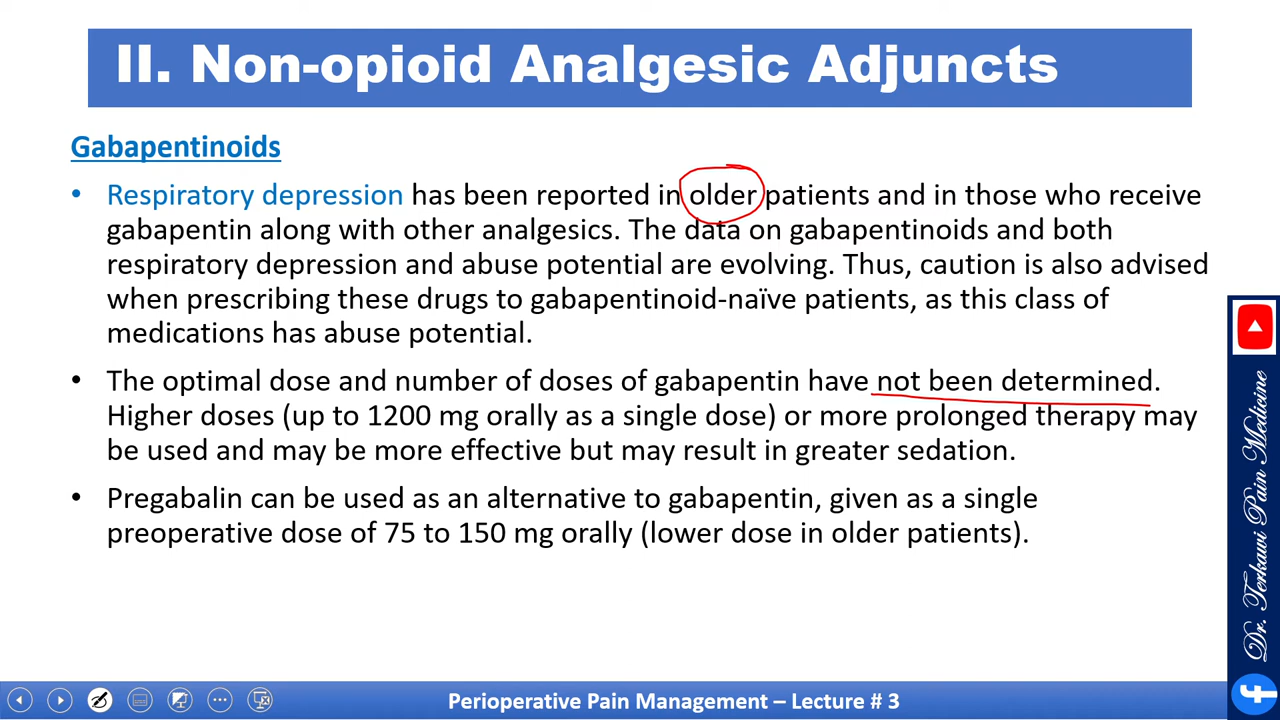 II. Non-opioid Analgesic Adjuncts
Gabapentinoids
• Respiratory depression has been reported in older patients and in those who receive
gabapentin along with other analgesics. The data on gabapentinoids and both
respiratory depression and abuse potential are evolving. Thus, caution is also advised
when prescribing these drugs to gabapentinoid-naïve patients, as this class of
medications has abuse potential.
• The optimal dose and number of doses of gabapentin have not been determined.
Higher doses (up to 1200 mg orally as a single dose) or more prolonged therapy may
be used and may be more effective but may result in greater sedation.
• Pregabalin can be used as an alternative to gabapentin, given as a single
preoperative dose of 75 to 150 mg orally (lower dose in older patients).
Dr. Terkawi Pain Medicine
Perioperative Pain Management – Lecture # 3